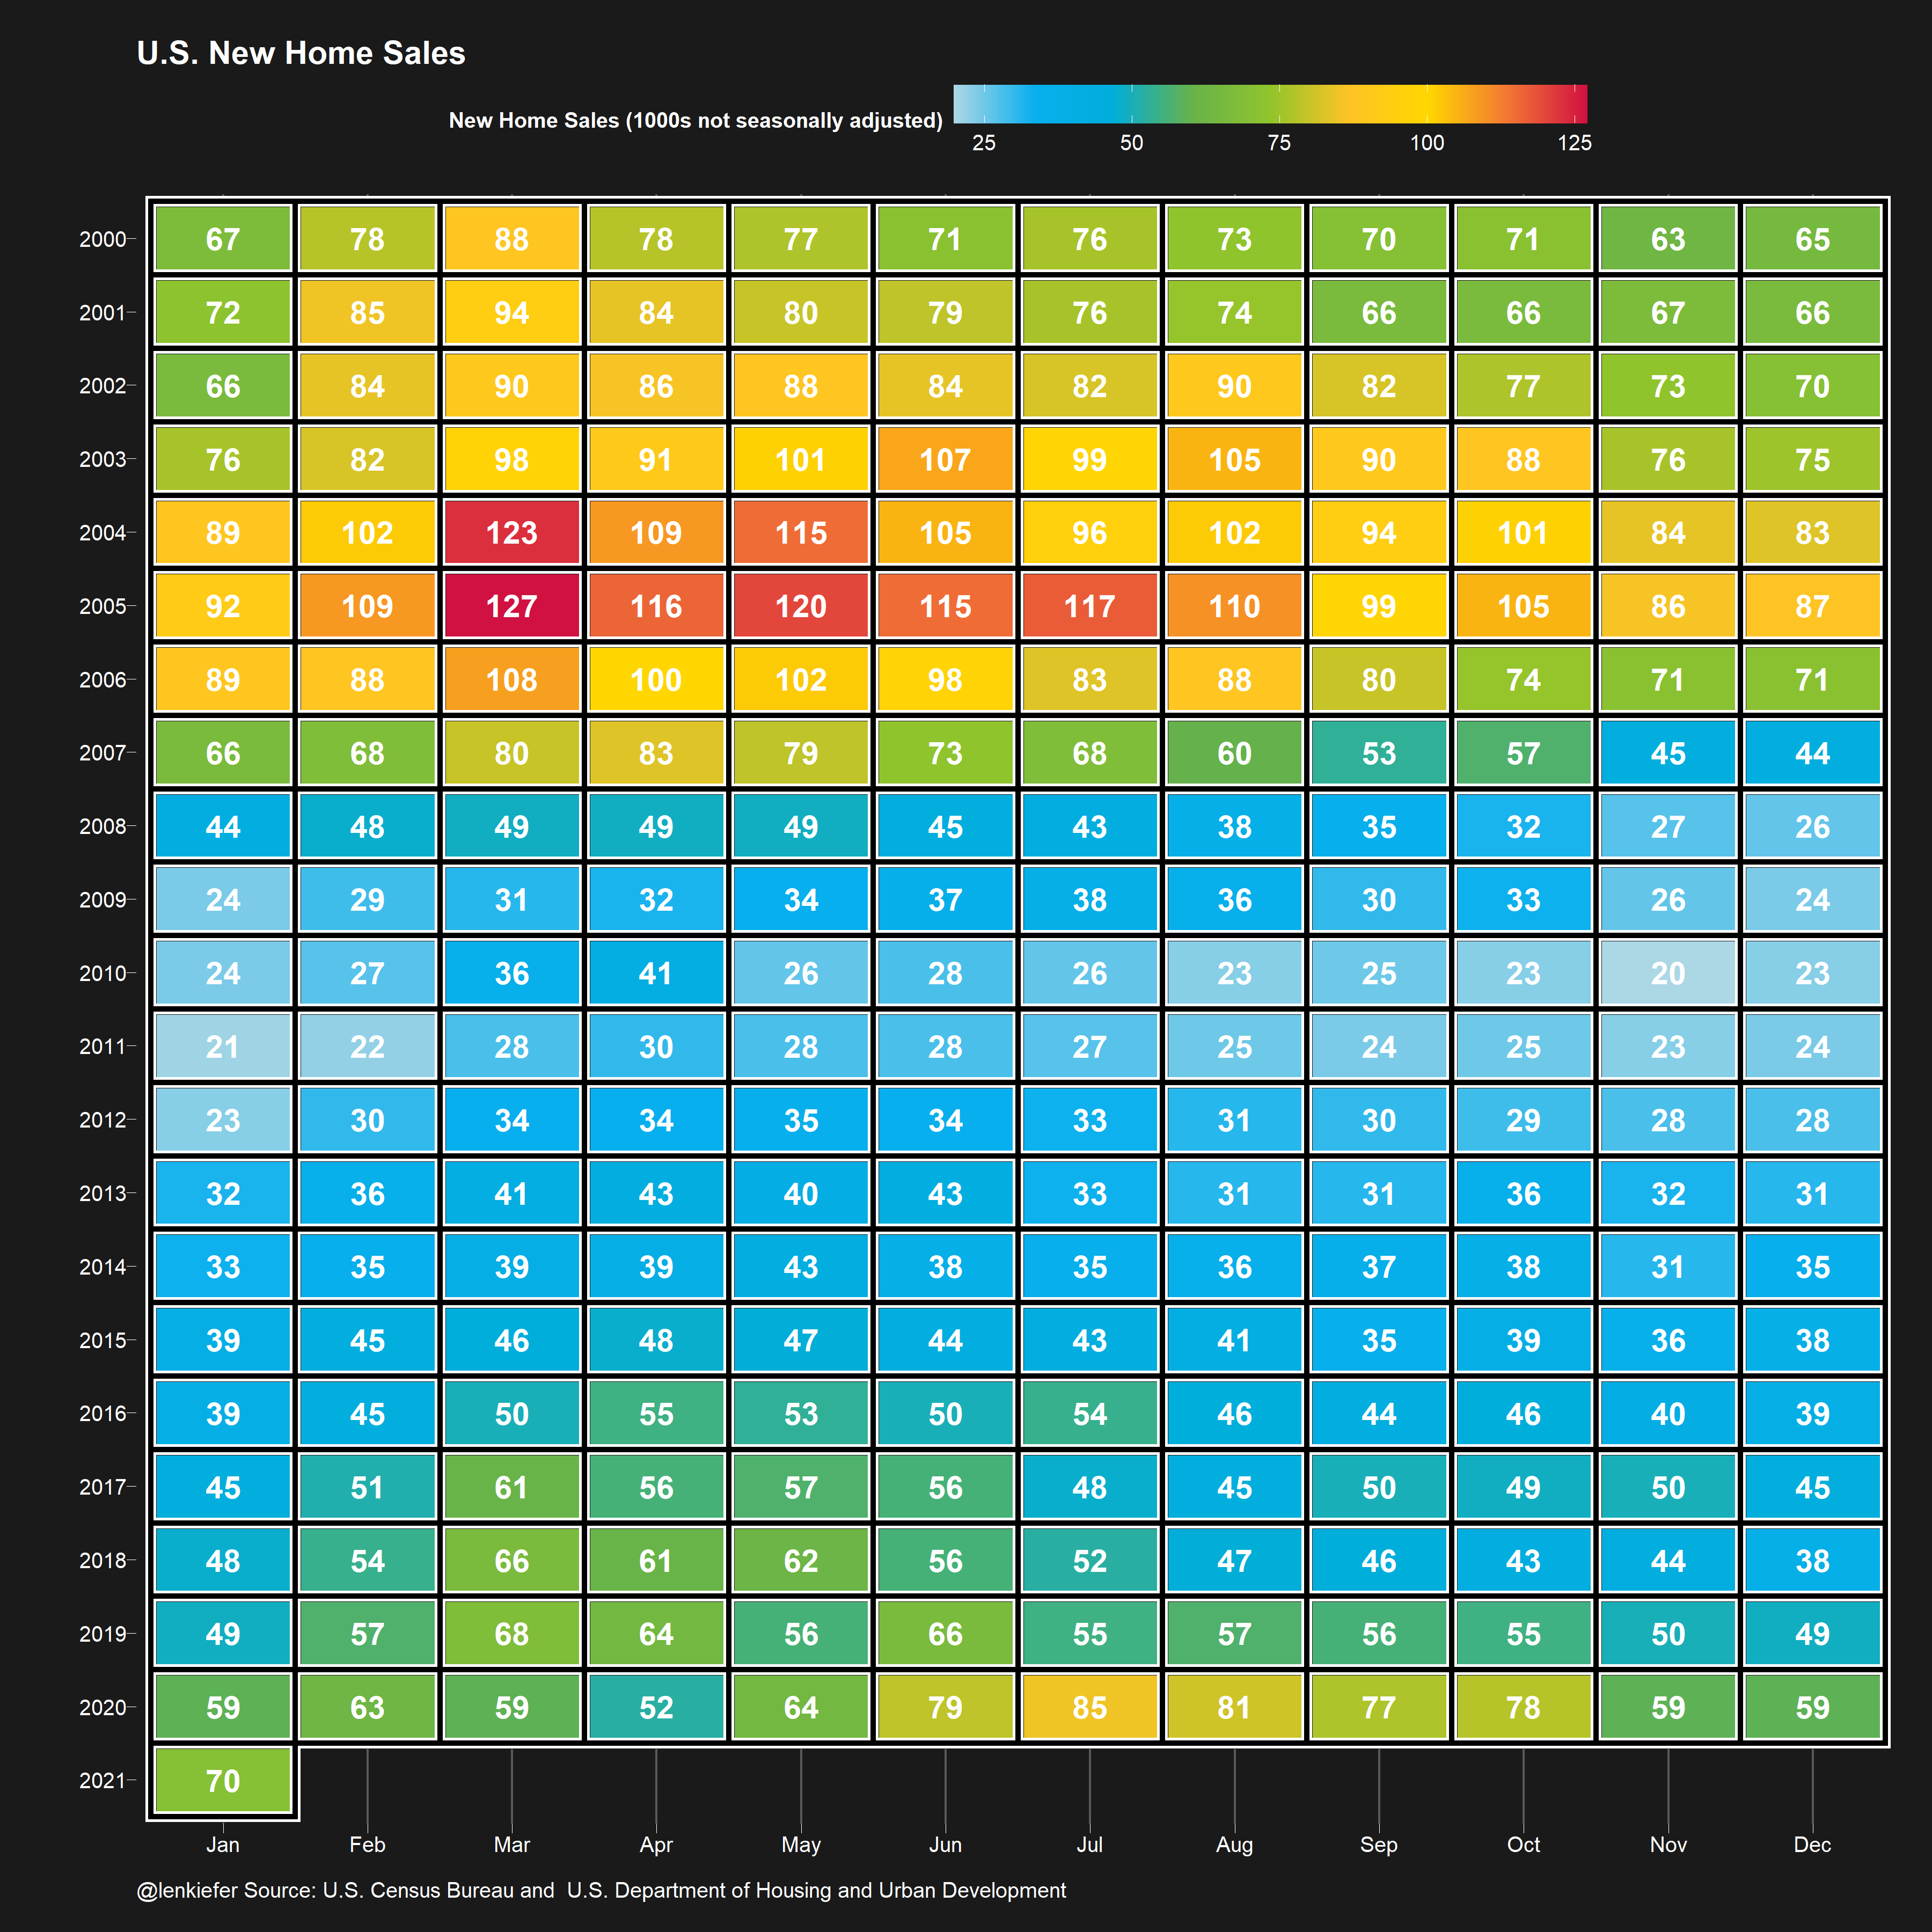 U.S. New Home Sales
New Home Sales (1000s not seasonally adjusted)
25 50 75 100 125
2000 67 78 88 78 77 71 76 73 70 71 63 65
2001 72 85 94 84 80 79 76 74 66 66 67 66
2002 66 84 90 86 88 84 82 90 82 77 73 70
2003 76 82 98 91 101 107 99 105 90 88 76 75
2004 89 102 123 109 115 105 96 102 94 101 84 83
2005 92 109 127 116 120 115 117 110 99 105 86 87
2006 89 88 108 100 102 98 83 88 80 74 71 71
2007 66 68 80 83 79 73 68 60 53 57 45 44
2008 44 48 49 49 49 45 43 38 35 32 27 26
2009 24 29 31 32 34 37 38 36 30 33 26 24
2010 24 27 36 41 26 28 26 23 25 23 20 23
2011 21 22 28 30 28 28 27 25 24 25 23 24
2012 23 30 34 34 35 34 33 31 30 29 28 28
2013 32 36 41 43 40 43 33 31 31 36 32 31
2014 33 35 39 39 43 38 35 36 37 38 31 35
2015 39 45 46 48 47 44 43 41 35 39 36 38
2016 39 45 50 55 53 50 54 46 44 46 40 39
2017 45 51 61 56 57 56 48 45 50 49 50 45
2018 48 54 66 61 62 56 52 47 46 43 44 38
2019 49 57 68 64 56 66 55 57 56 55 50 49
2020 59 63 59 52 64 79 85 81 77 78 59 59
2021 70
Jan Feb Mar Apr May Jun Jul Aug Sep Oct Nov Dec
@lenkiefer Source: U.S. Census Bureau and  U.S. Department of Housing and Urban Development